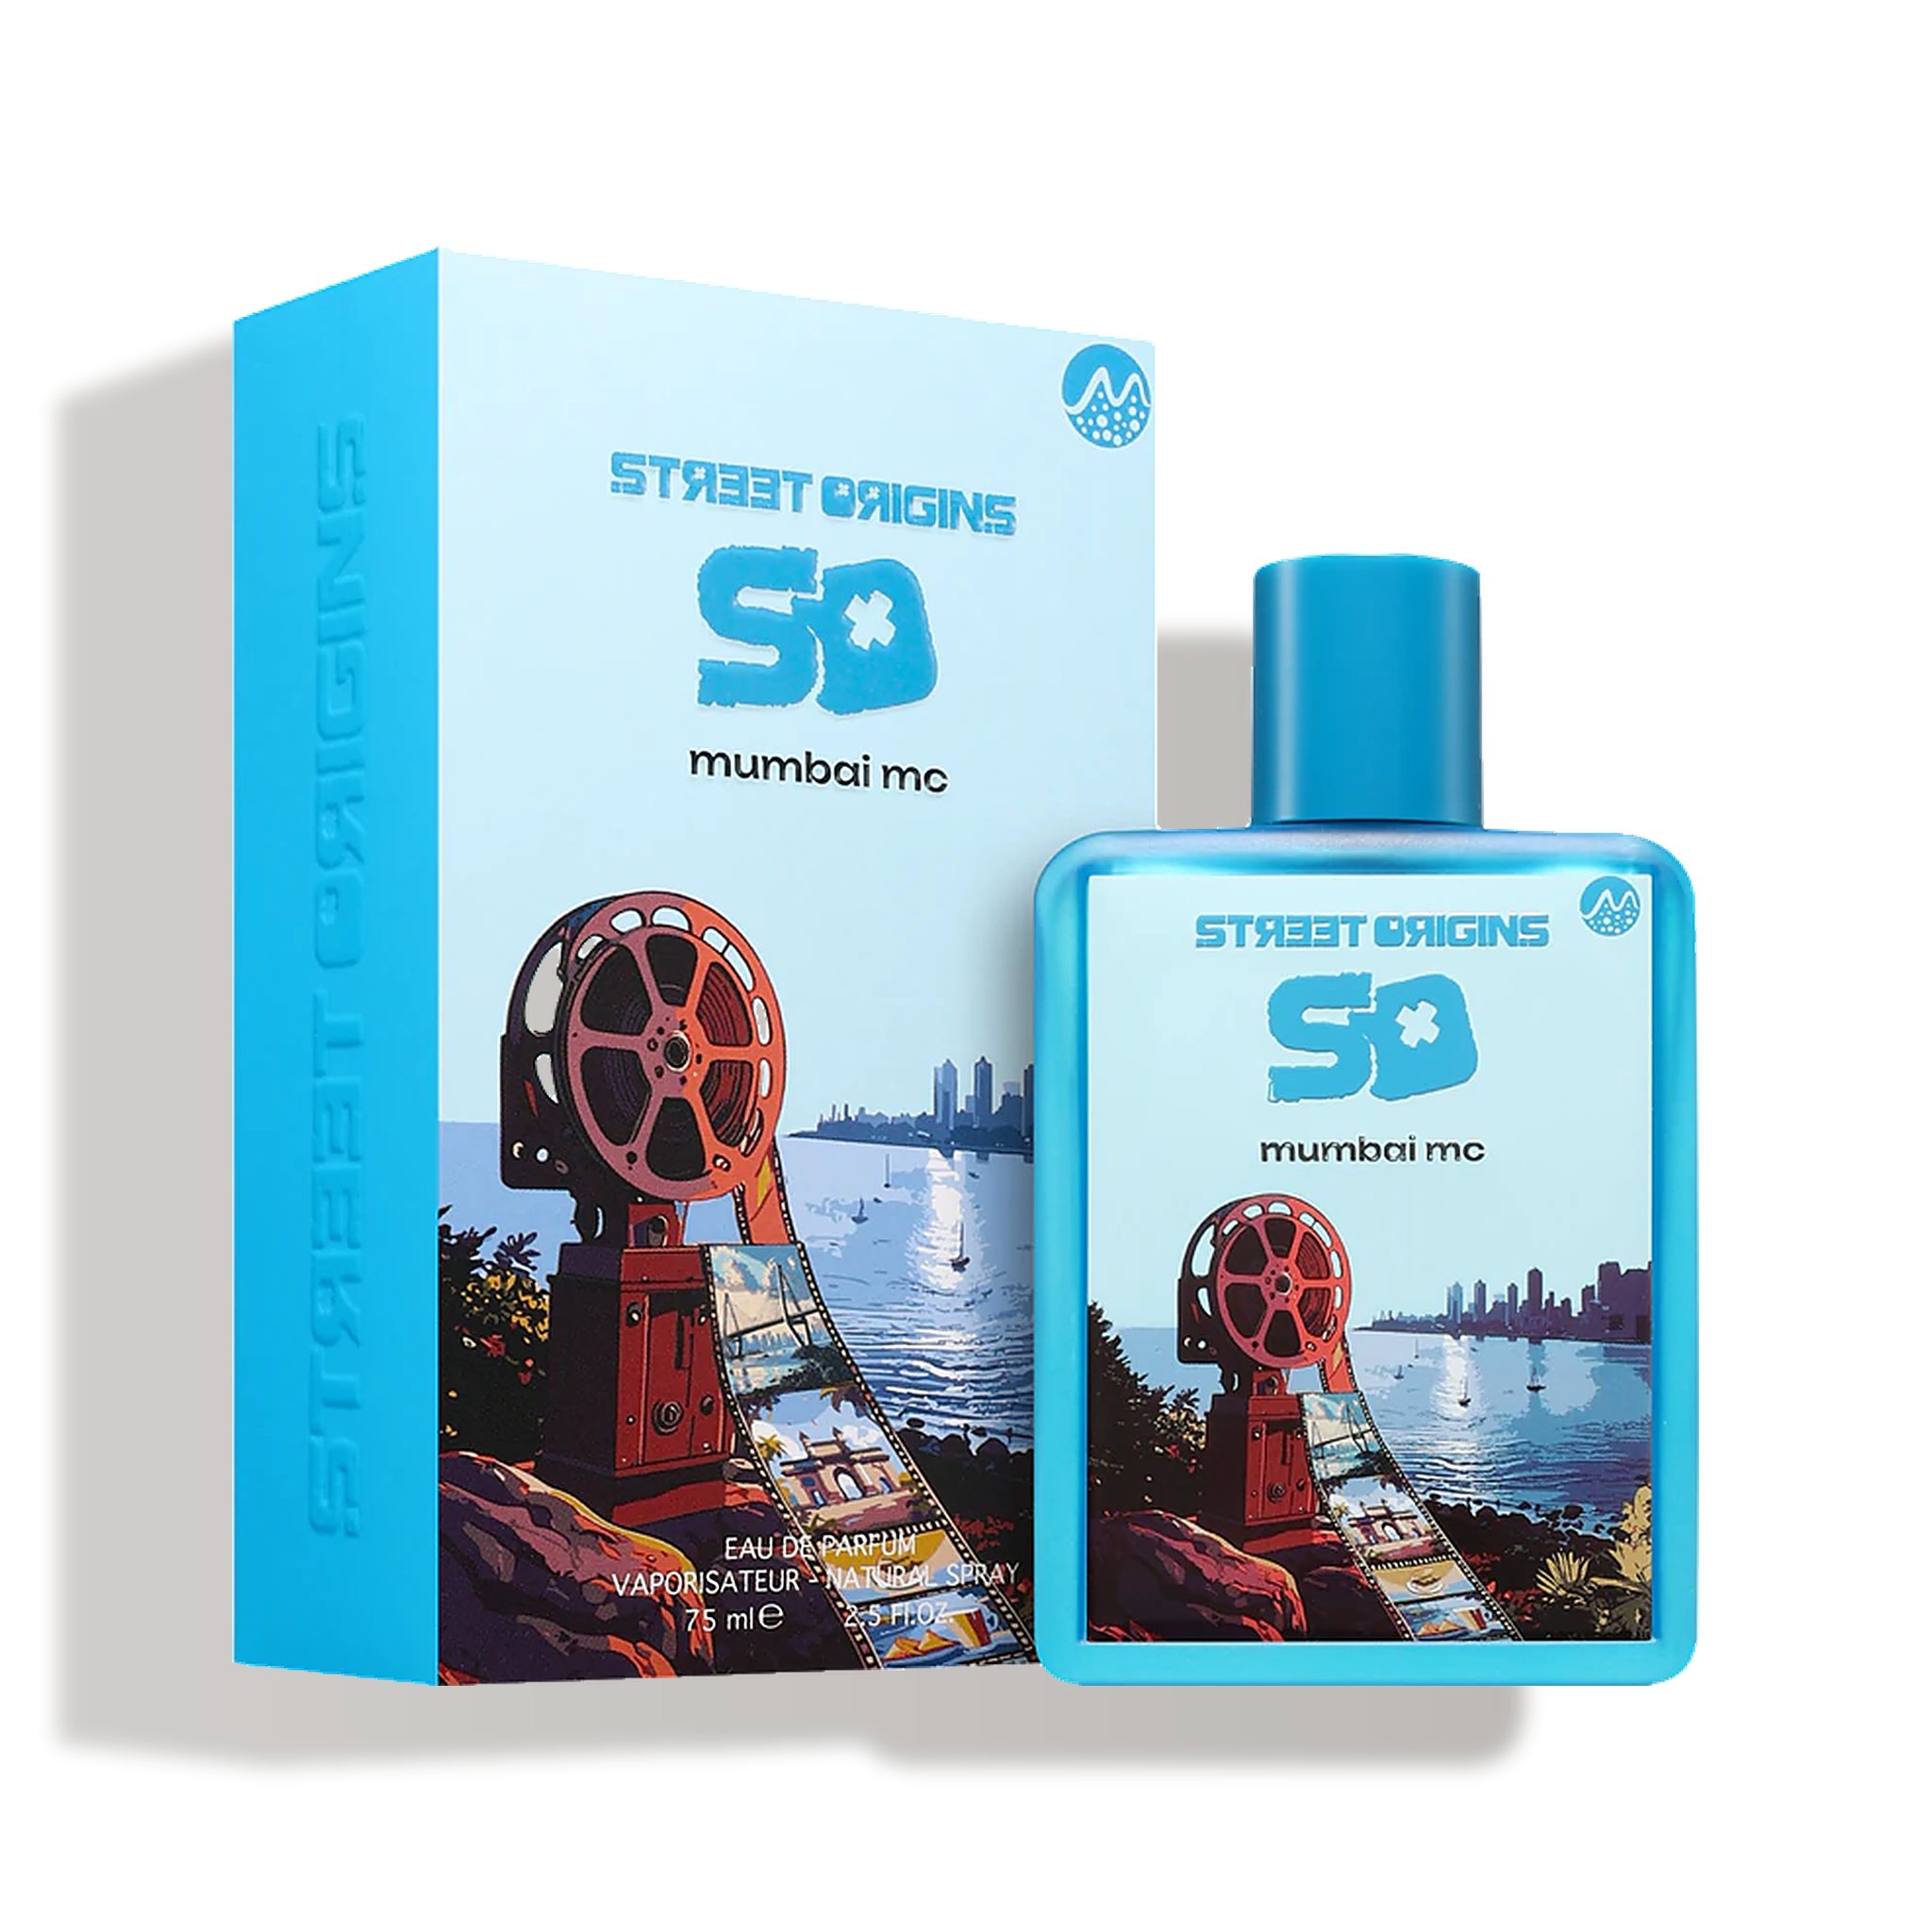 STREET ORIGINS
STREET ORIGINS
SO
mumbai mc
EAU DE PARFUM
VAPORISATEUR - NATURAL SPRAY
75 ml e 2.5 Fl.OZ.
STREET ORIGINS
SO
mumbai mc